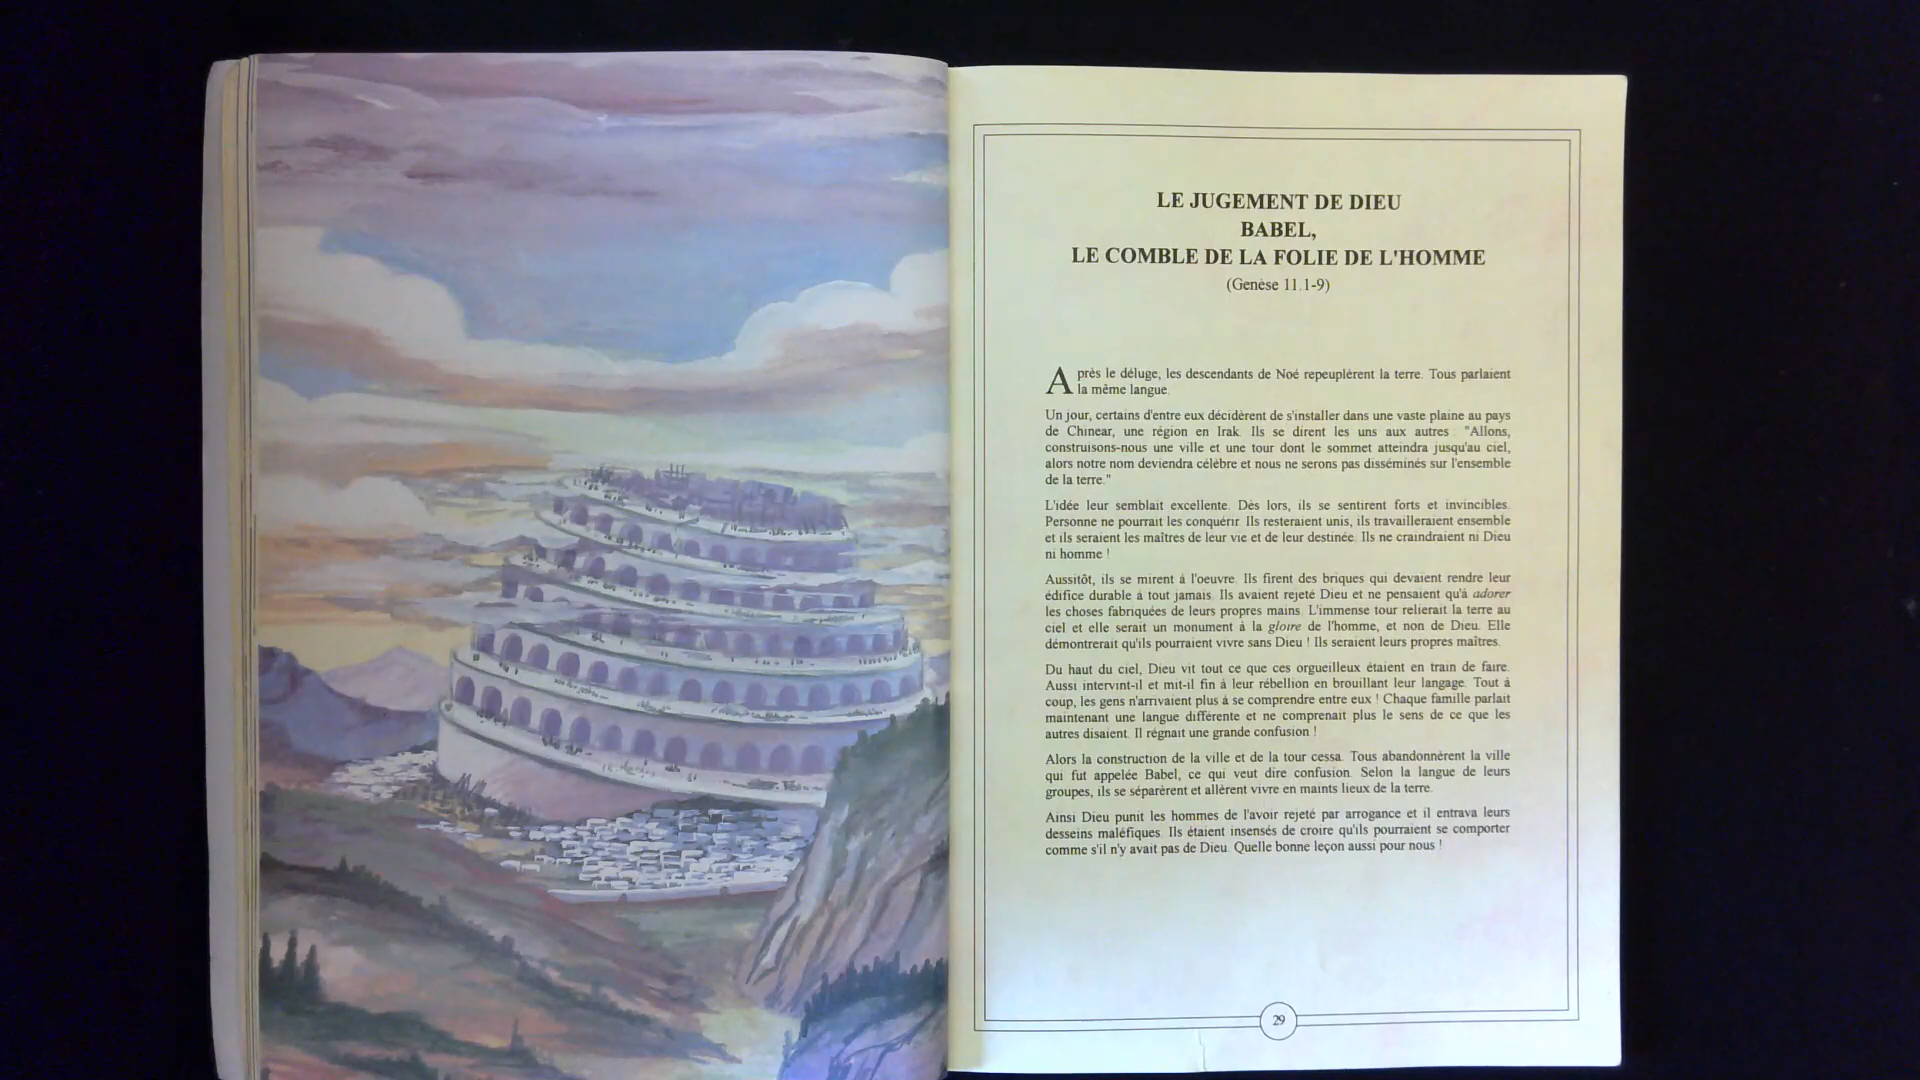 LE JUGEMENT DE DIEU
BABEL,
LE COMBLE DE LA FOLIE DE L'HOMME
(Genèse 11.1-9)
Après le déluge, les descendants de Noé repeuplèrent la terre. Tous parlaient
la même langue.
Un jour, certains d'entre eux décidèrent de s'installer dans une vaste plaine au pays
de Chinear, une région en Irak. Ils se dirent les uns aux autres : "Allons,
construisons-nous une ville et une tour dont le sommet atteindra jusqu'au ciel,
alors notre nom deviendra célèbre et nous ne serons pas disséminés sur l'ensemble
de la terre."
L'idée leur semblait excellente. Dès lors, ils se sentirent forts et invincibles.
Personne ne pourrait les conquérir. Ils resteraient unis, ils travailleraient ensemble
et ils seraient les maîtres de leur vie et de leur destinée. Ils ne craindraient ni Dieu
ni homme !
Aussitôt, ils se mirent à l'oeuvre. Ils firent des briques qui devaient rendre leur
édifice durable à tout jamais. Ils avaient rejeté Dieu et ne pensaient qu'à adorer
les choses fabriquées de leurs propres mains. L'immense tour relierait la terre au
ciel et elle serait un monument à la gloire de l'homme, et non de Dieu. Elle
démontrerait qu'ils pourraient vivre sans Dieu ! Ils seraient leurs propres maîtres.
Du haut du ciel, Dieu vit tout ce que ces orgueilleux étaient en train de faire.
Aussi intervint-il et mit-il fin à leur rébellion en brouillant leur langage. Tout à
coup, les gens n'arrivaient plus à se comprendre entre eux ! Chaque famille parlait
maintenant une langue différente et ne comprenait plus le sens de ce que les
autres disaient. Il régnait une grande confusion !
Alors la construction de la ville et de la tour cessa. Tous abandonnèrent la ville
qui fut appelée Babel, ce qui veut dire confusion. Selon la langue de leurs
groupes, ils se séparèrent et allèrent vivre en maints lieux de la terre.
Ainsi Dieu punit les hommes de l'avoir rejeté par arrogance et il entrava leurs
desseins maléfiques. Ils étaient insensés de croire qu'ils pourraient se comporter
comme s'il n'y avait pas de Dieu. Quelle bonne leçon aussi pour nous !
29